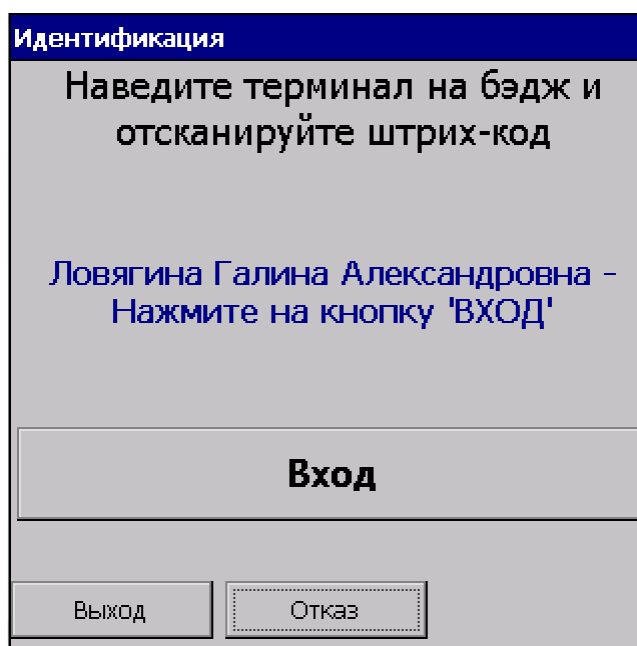 Идентификация
Наведите терминал на бэдж и
отсканируйте штрих-код
Ловягина Галина Александровна -
Нажмите на кнопку 'ВХОД'
Вход
Выход
Отказ